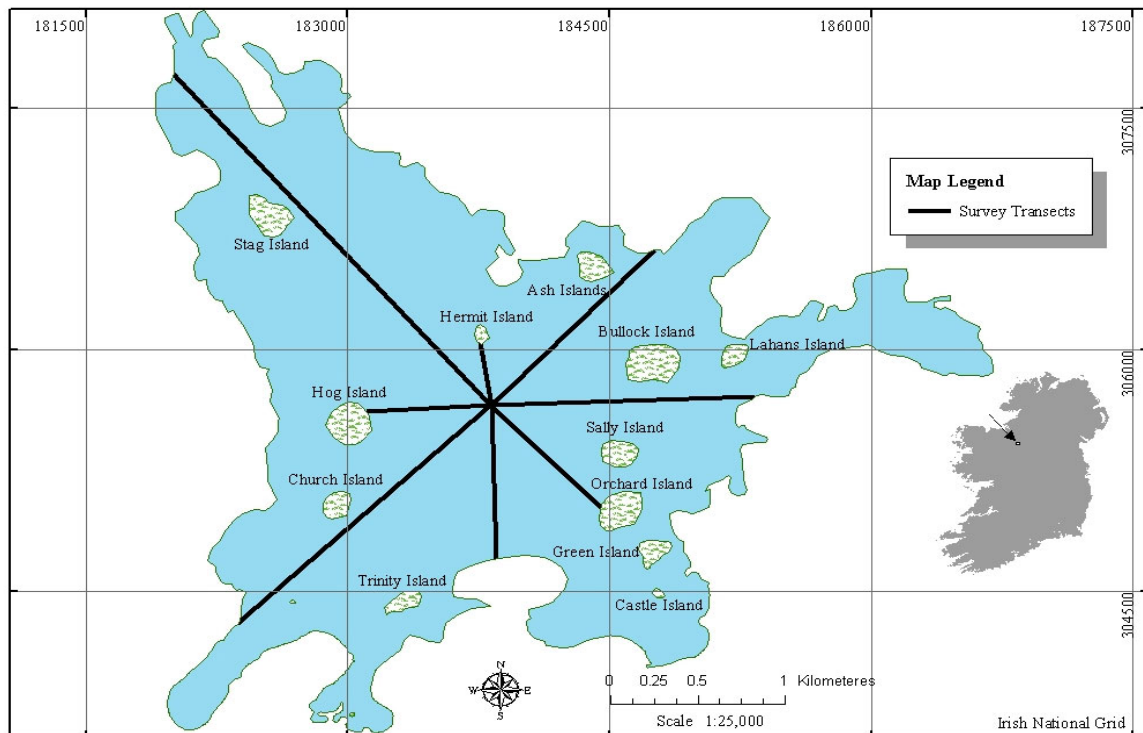 181500
183000
184500
186000
187500
307500
Map Legend
Survey Transects
Stag Island
Ash Islands
Hermit Island
Bullock Island
Lahans Island
306000
Hog Island
Sally Island
Church Island
Orchard Island
Green Island
Trinity Island
Castle Island
304500
N
W E
S
0 0.25 0.5 1 Kilometeres
Scale 1:25,000
Irish National Grid